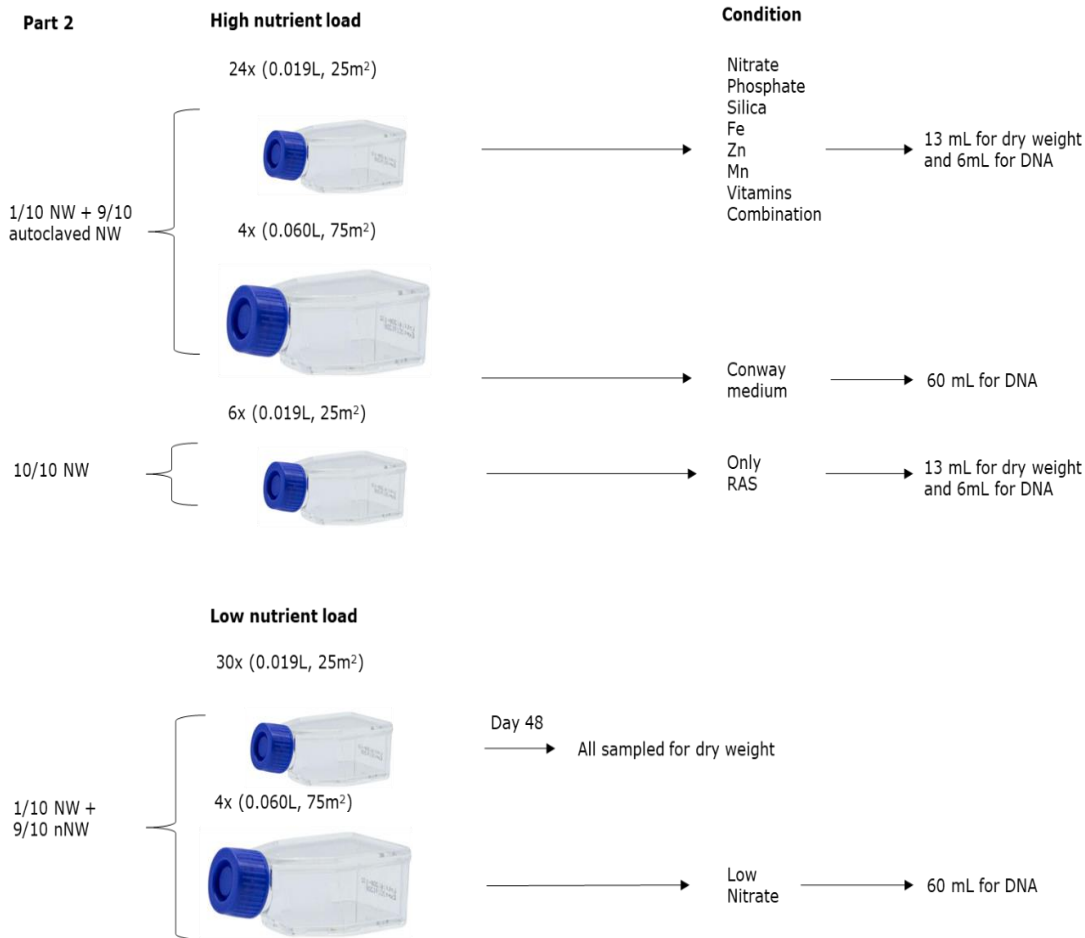 Part 2
High nutrient load
Condition
24x (0.019L, 25m²)
Nitrate
Phosphate
Silica
Fe
Zn
Mn
Vitamins
Combination
13 mL for dry weight
and 6mL for DNA
1/10 NW + 9/10
autoclaved NW
4x (0.060L, 75m²)
Conway
medium
60 mL for DNA
6x (0.019L, 25m²)
10/10 NW
Only
RAS
13 mL for dry weight
and 6mL for DNA
Low nutrient load
30x (0.019L, 25m²)
Day 48
All sampled for dry weight
1/10 NW +
9/10 nNW
4x (0.060L, 75m²)
Low
Nitrate
60 mL for DNA